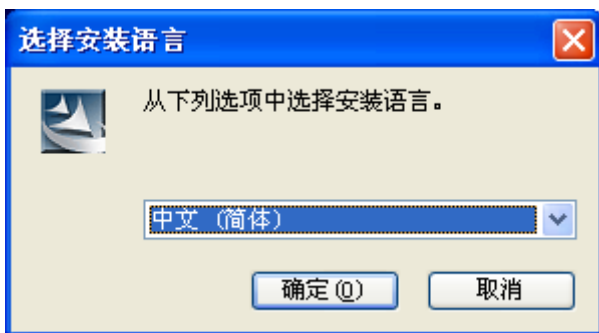 选择安装语言
从下列选项中选择安装语言。
中文 (简体)
确定(O)
取消